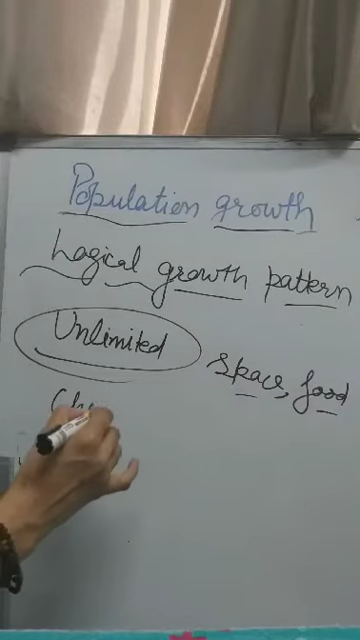 Population growth
Logical growth pattern
Unlimited
Space, food